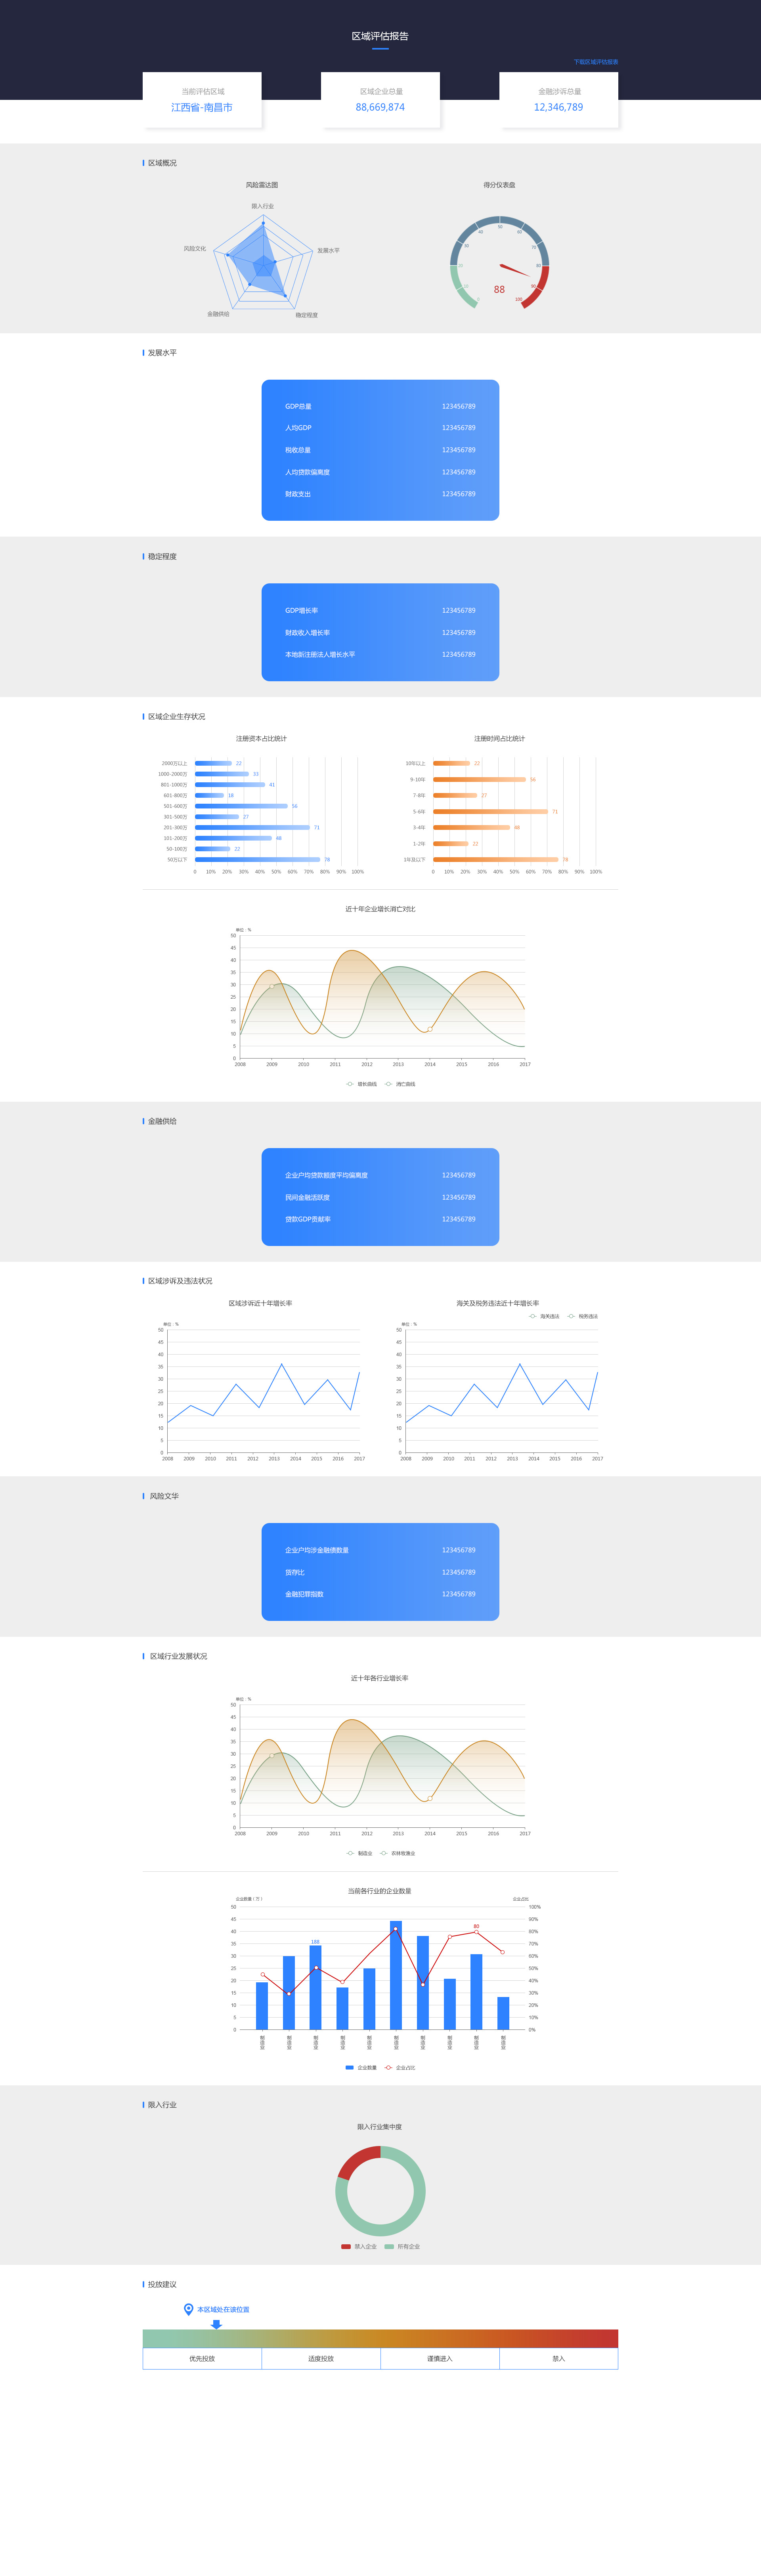 区域评估报告
下载区域评估报表
当前评估区域 区域企业总量 金融涉诉总量
江西省-南昌市 88,669,874 12,346,789
区域概况
风险雷达图 得分仪表盘
限入行业
风险文化 发展水平
金融供给 稳定程度
0 10 20 30 40 50 60 70 80 90 100
88
发展水平
GDP总量 123456789
人均GDP 123456789
税收总量 123456789
人均贷款偏离度 123456789
财政支出 123456789
稳定程度
GDP增长率 123456789
财政收入增长率 123456789
本地新注册法人增长水平 123456789
区域企业生存状况
注册资本占比统计
2000万以上 22
1000-2000万 33
801-1000万 41
601-800万 18
501-600万 56
301-500万 27
201-300万 71
101-200万 48
50-100万 22
50万以下 78
0 10% 20% 30% 40% 50% 60% 70% 80% 90% 100%
注册时间占比统计
10年以上 22
9-10年 56
7-8年 27
5-6年 71
3-4年 48
1-2年 22
1年及以下 78
0 10% 20% 30% 40% 50% 60% 70% 80% 90% 100%
近十年企业增长消亡对比
单位：%
50
45
40
35
30
25
20
15
10
5
0
2008 2009 2010 2011 2012 2013 2014 2015 2016 2017
增长曲线 消亡曲线
金融供给
企业户均贷款额度平均偏离度 123456789
民间金融活跃度 123456789
贷款GDP贡献率 123456789
区域涉诉及违法状况
区域涉诉近十年增长率
单位：%
50
45
40
35
30
25
20
15
10
5
0
2008 2009 2010 2011 2012 2013 2014 2015 2016 2017
海关及税务违法近十年增长率
海关违法 税务违法
单位：%
50
45
40
35
30
25
20
15
10
5
0
2008 2009 2010 2011 2012 2013 2014 2015 2016 2017
风险文华
企业户均涉金融债数量 123456789
货存比 123456789
金融犯罪指数 123456789
区域行业发展状况
近十年各行业增长率
单位：%
50
45
40
35
30
25
20
15
10
5
0
2008 2009 2010 2011 2012 2013 2014 2015 2016 2017
制造业 农林牧渔业
当前各行业的企业数量
企业数量（万） 企业占比
50 100%
45 90%
40 80%
35 70%
30 60%
25 50%
20 40%
15 30%
10 20%
5 10%
0 0%
188 80
制造业 制造业 制造业 制造业 制造业 制造业 制造业 制造业 制造业 制造业
企业数量 企业占比
限入行业
限入行业集中度
禁入企业 所有企业
投放建议
本区域处在该位置
优先投放 适度投放 谨慎进入 禁入